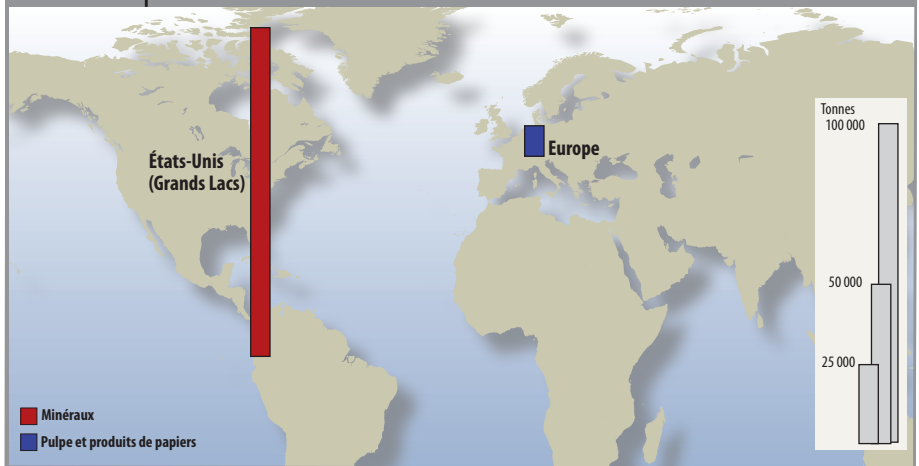 États-Unis
(Grands Lacs)
Europe
Tonnes
100 000
50 000
25 000
Minéraux
Pulpe et produits de papiers